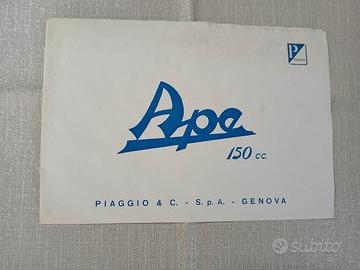 P
Ape
150 cc.
PIAGGIO & C. - S.p.A. - GENOVA
subito